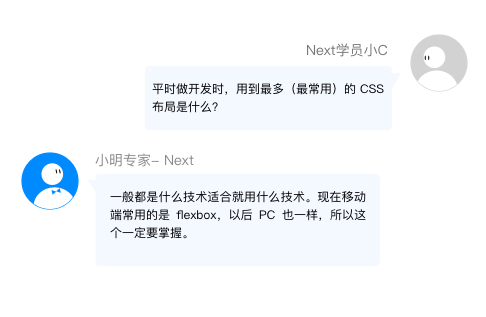 Next学员小C
平时做开发时，用到最多（最常用）的 CSS
布局是什么？
小明专家– Next
一般都是什么技术适合就用什么技术。现在移动
端常用的是 flexbox，以后 PC 也一样，所以这
个一定要掌握。